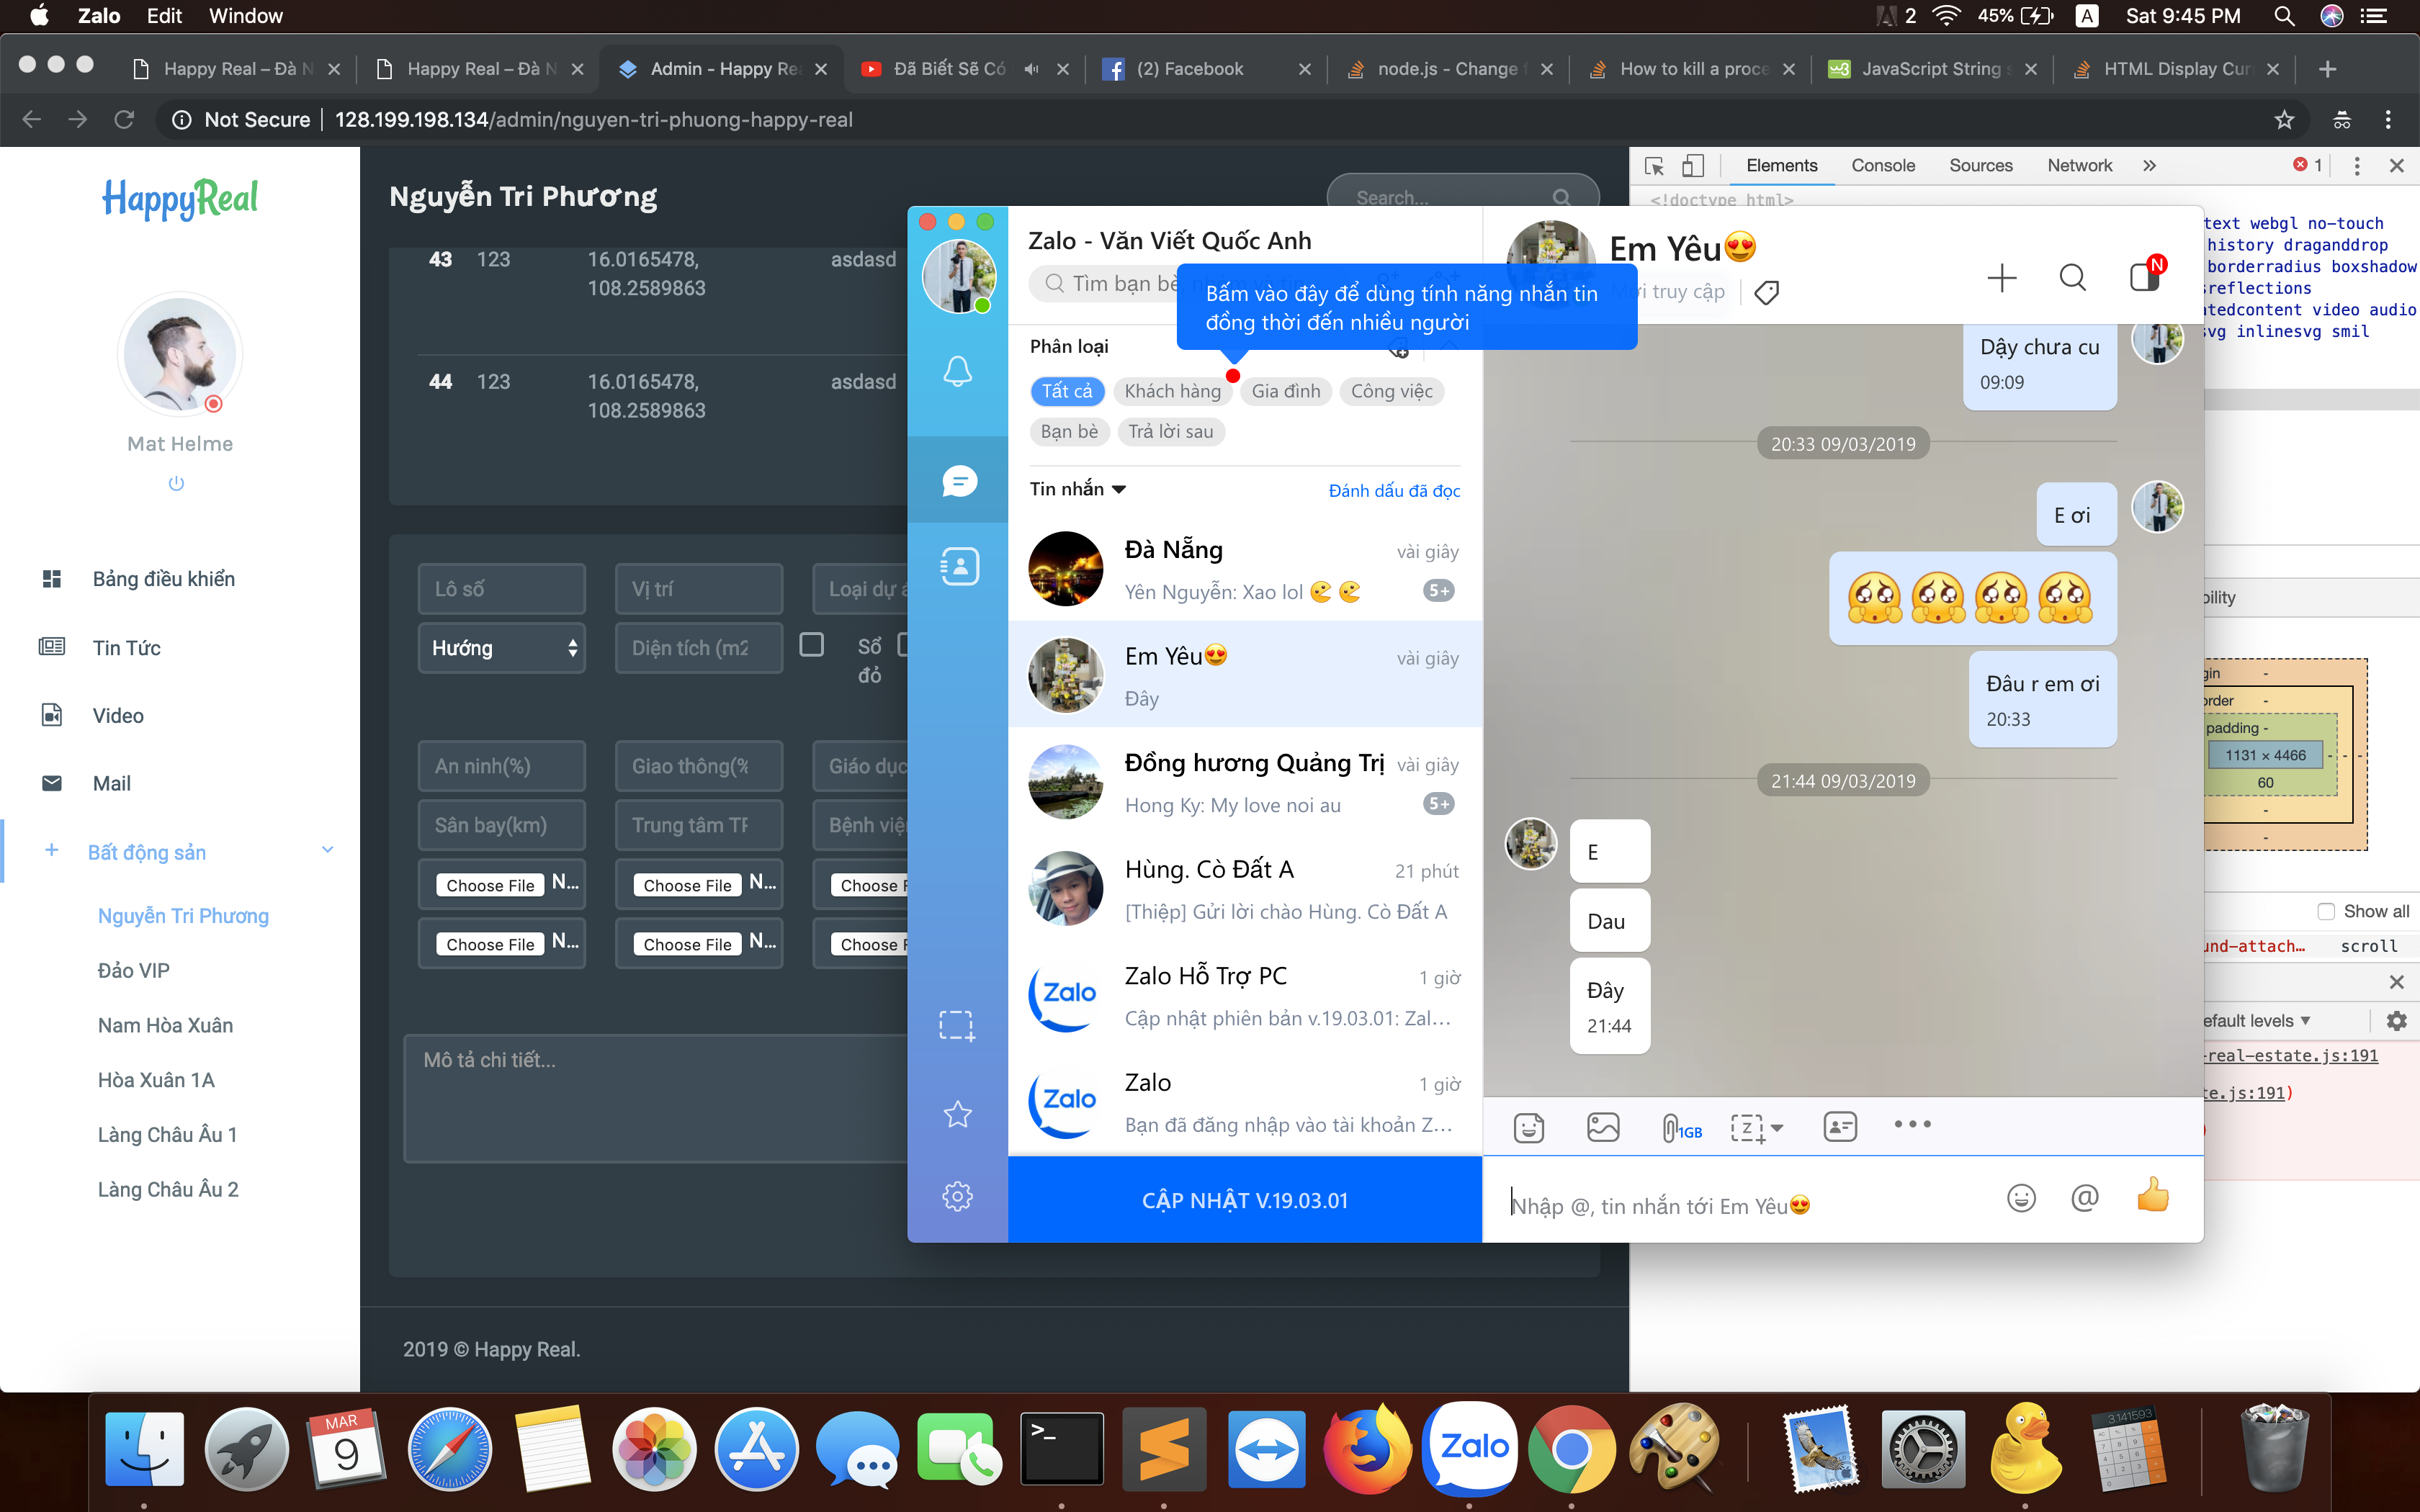 Zalo Edit Window
2 45% A Sat 9:45 PM
Happy Real – Đà N
Happy Real – Đà N
Admin - Happy Rea
Đã Biết Sẽ Có
(2) Facebook
node.js - Change
How to kill a proce
JavaScript String
HTML Display Cur
Not Secure 128.199.198.134/admin/nguyen-tri-phuong-happy-real
HappyReal
Mat Helme
Bảng điều khiển
Tin Tức
Video
Mail
Bất động sản
Nguyễn Tri Phương
Đảo VIP
Nam Hòa Xuân
Hòa Xuân 1A
Làng Châu Âu 1
Làng Châu Âu 2
Nguyễn Tri Phương
Search...
43 123 16.0165478, asdasd
108.2589863
44 123 16.0165478, asdasd
108.2589863
Lô số Vị trí Loại dự
Hướng Diện tích (m2 Sổ
đỏ
An ninh(%) Giao thông(% Giáo dục
Sân bay(km) Trung tâm TP Bệnh viện
Choose File N... Choose File N... Choose F
Choose File N... Choose File N... Choose F
Mô tả chi tiết...
2019 © Happy Real.
Zalo - Văn Viết Quốc Anh
Tìm bạn bè
Bấm vào đây để dùng tính năng nhắn tin
đồng thời đến nhiều người
Phân loại
Tất cả Khách hàng Gia đình Công việc
Bạn bè Trả lời sau
Tin nhắn Đánh dấu đã đọc
Đà Nẵng vài giây
Yên Nguyễn: Xao lol 5+
Em Yêu😍 vài giây
Đây
Đồng hương Quảng Trị vài giây
Hong Ky: My love noi au 5+
Hùng. Cò Đất A 21 phút
[Thiệp] Gửi lời chào Hùng. Cò Đất A
Zalo
Zalo Hỗ Trợ PC 1 giờ
Cập nhật phiên bản v.19.03.01: Zal...
Zalo
Zalo 1 giờ
Bạn đã đăng nhập vào tài khoản Z...
CẬP NHẬT V.19.03.01
Em Yêu😍
truy cập
N
Dậy chưa cu
09:09
20:33 09/03/2019
E ơi
🥺🥺🥺🥺
Đâu r em ơi
20:33
21:44 09/03/2019
E
Dau
Đây
21:44
1GB
Z
Nhập @, tin nhắn tới Em Yêu😍
@
Elements Console Sources Network » 1
<!doctype html>
text webgl no-touch
history draganddrop
borderradius boxshadow
sreflections
tedcontent video audio
vg inlinesvg smil
bility
gin -
order -
padding -
1131 × 4466
60
Show all
und-attach… scroll
efault levels ▼
-real-estate.js:191
te.js:191)
MAR
9
>_
Zalo
3.141593